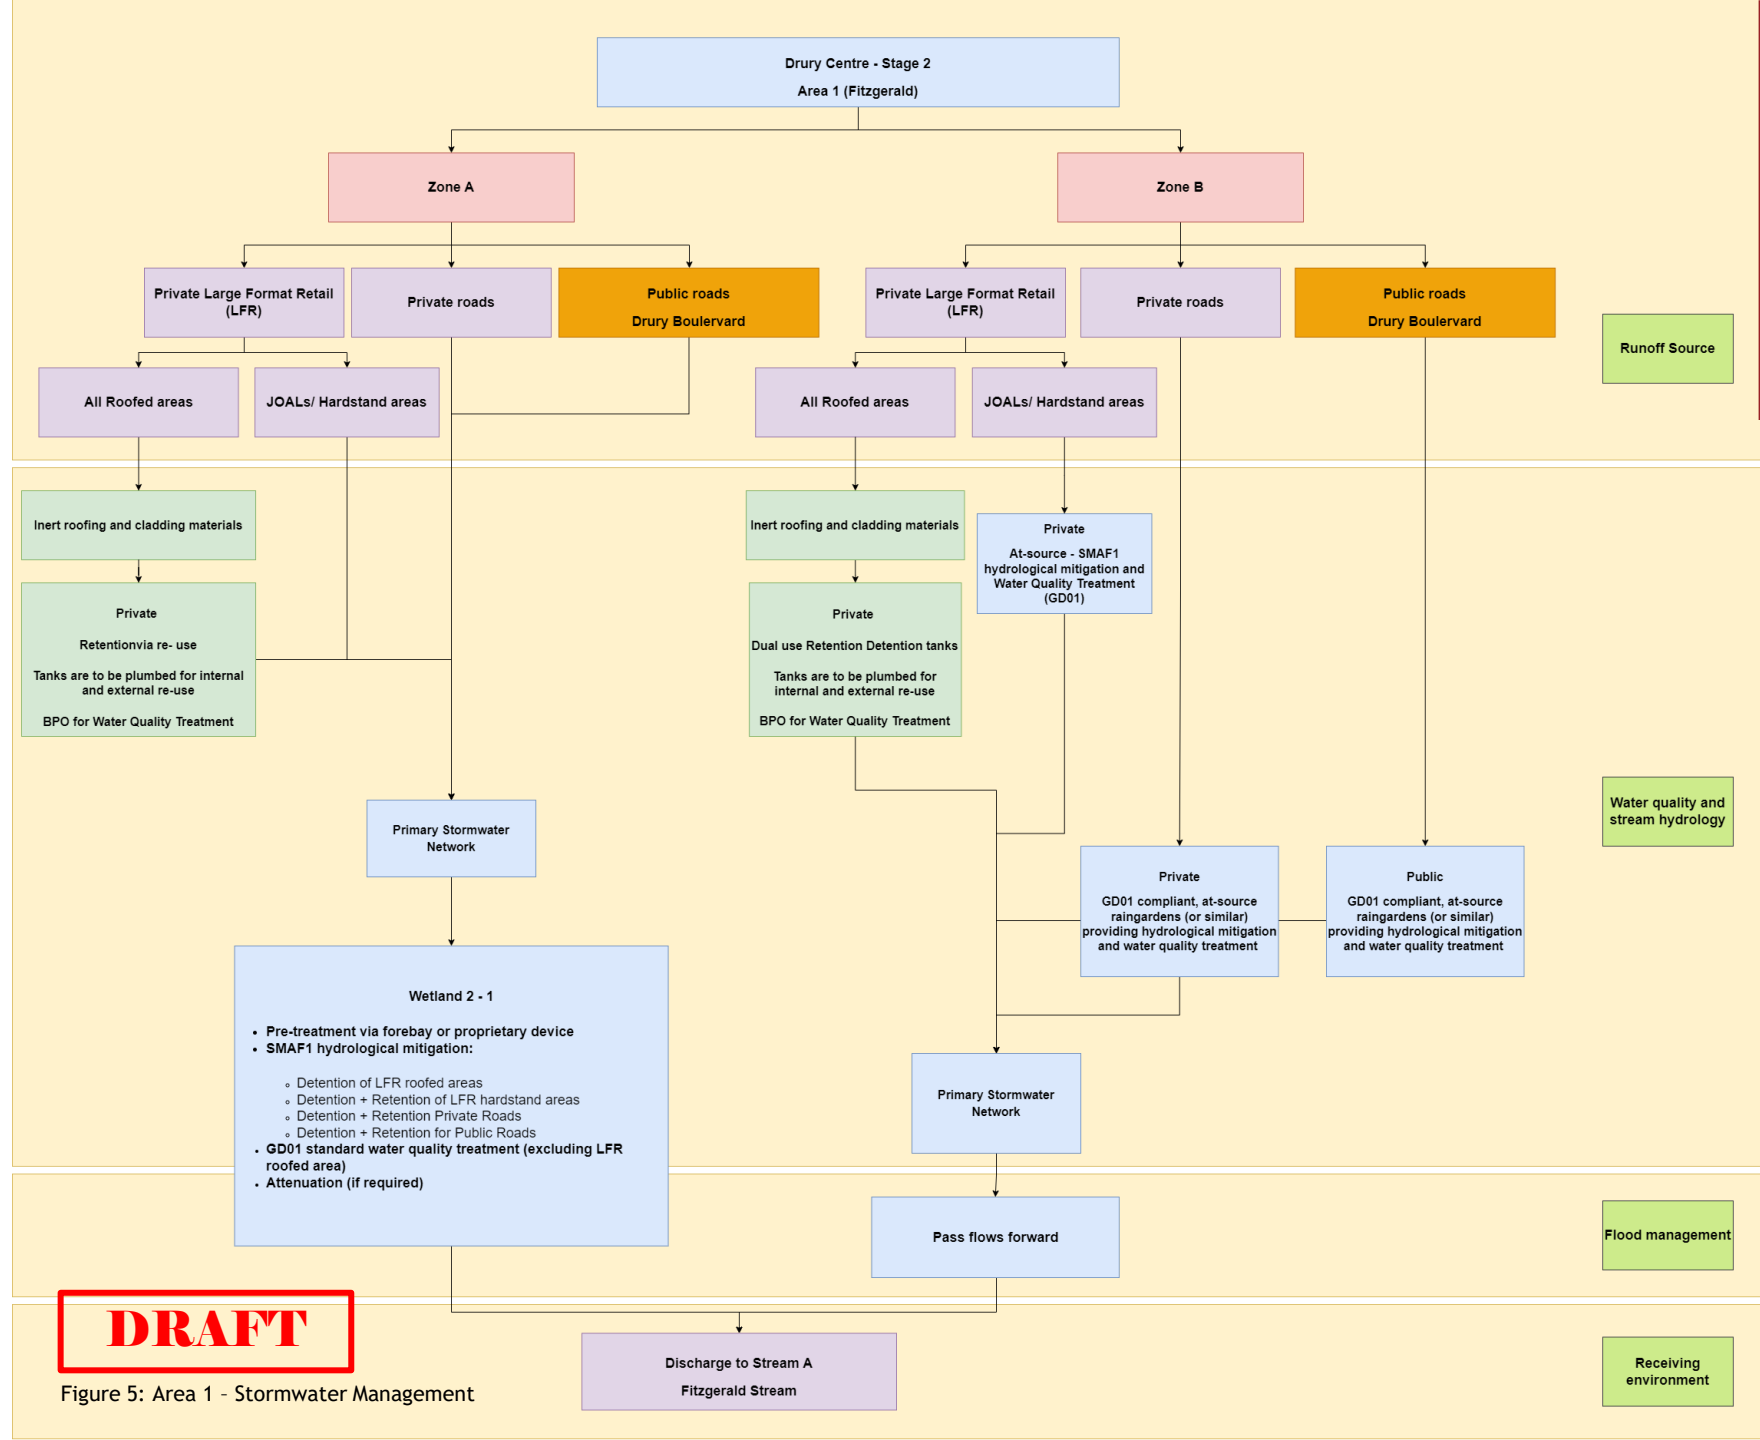 Drury Centre - Stage 2
Area 1 (Fitzgerald)
Zone A
Zone B
Private Large Format Retail
(LFR)
Private roads
Public roads
Drury Boulervard
Private Large Format Retail
(LFR)
Private roads
Public roads
Drury Boulervard
Runoff Source
All Roofed areas
JOALs/ Hardstand areas
All Roofed areas
JOALs/ Hardstand areas
Inert roofing and cladding materials
Private
Retentionvia re- use
Tanks are to be plumbed for internal
and external re-use
BPO for Water Quality Treatment
Inert roofing and cladding materials
Private
Dual use Retention Detention tanks
Tanks are to be plumbed for
internal and external re-use
BPO for Water Quality Treatment
Private
At-source - SMAF1
hydrological mitigation and
Water Quality Treatment
(GD01)
Water quality and
stream hydrology
Primary Stormwater
Network
Private
GD01 compliant, at-source
raingardens (or similar)
providing hydrological mitigation
and water quality treatment
Public
GD01 compliant, at-source
raingardens (or similar)
providing hydrological mitigation
and water quality treatment
Wetland 2 - 1
• Pre-treatment via forebay or proprietary device
• SMAF1 hydrological mitigation:
◦ Detention of LFR roofed areas
◦ Detention + Retention of LFR hardstand areas
◦ Detention + Retention Private Roads
◦ Detention + Retention for Public Roads
• GD01 standard water quality treatment (excluding LFR
roofed area)
• Attenuation (if required)
Primary Stormwater
Network
Pass flows forward
Flood management
DRAFT
Figure 5: Area 1 – Stormwater Management
Discharge to Stream A
Fitzgerald Stream
Receiving
environment